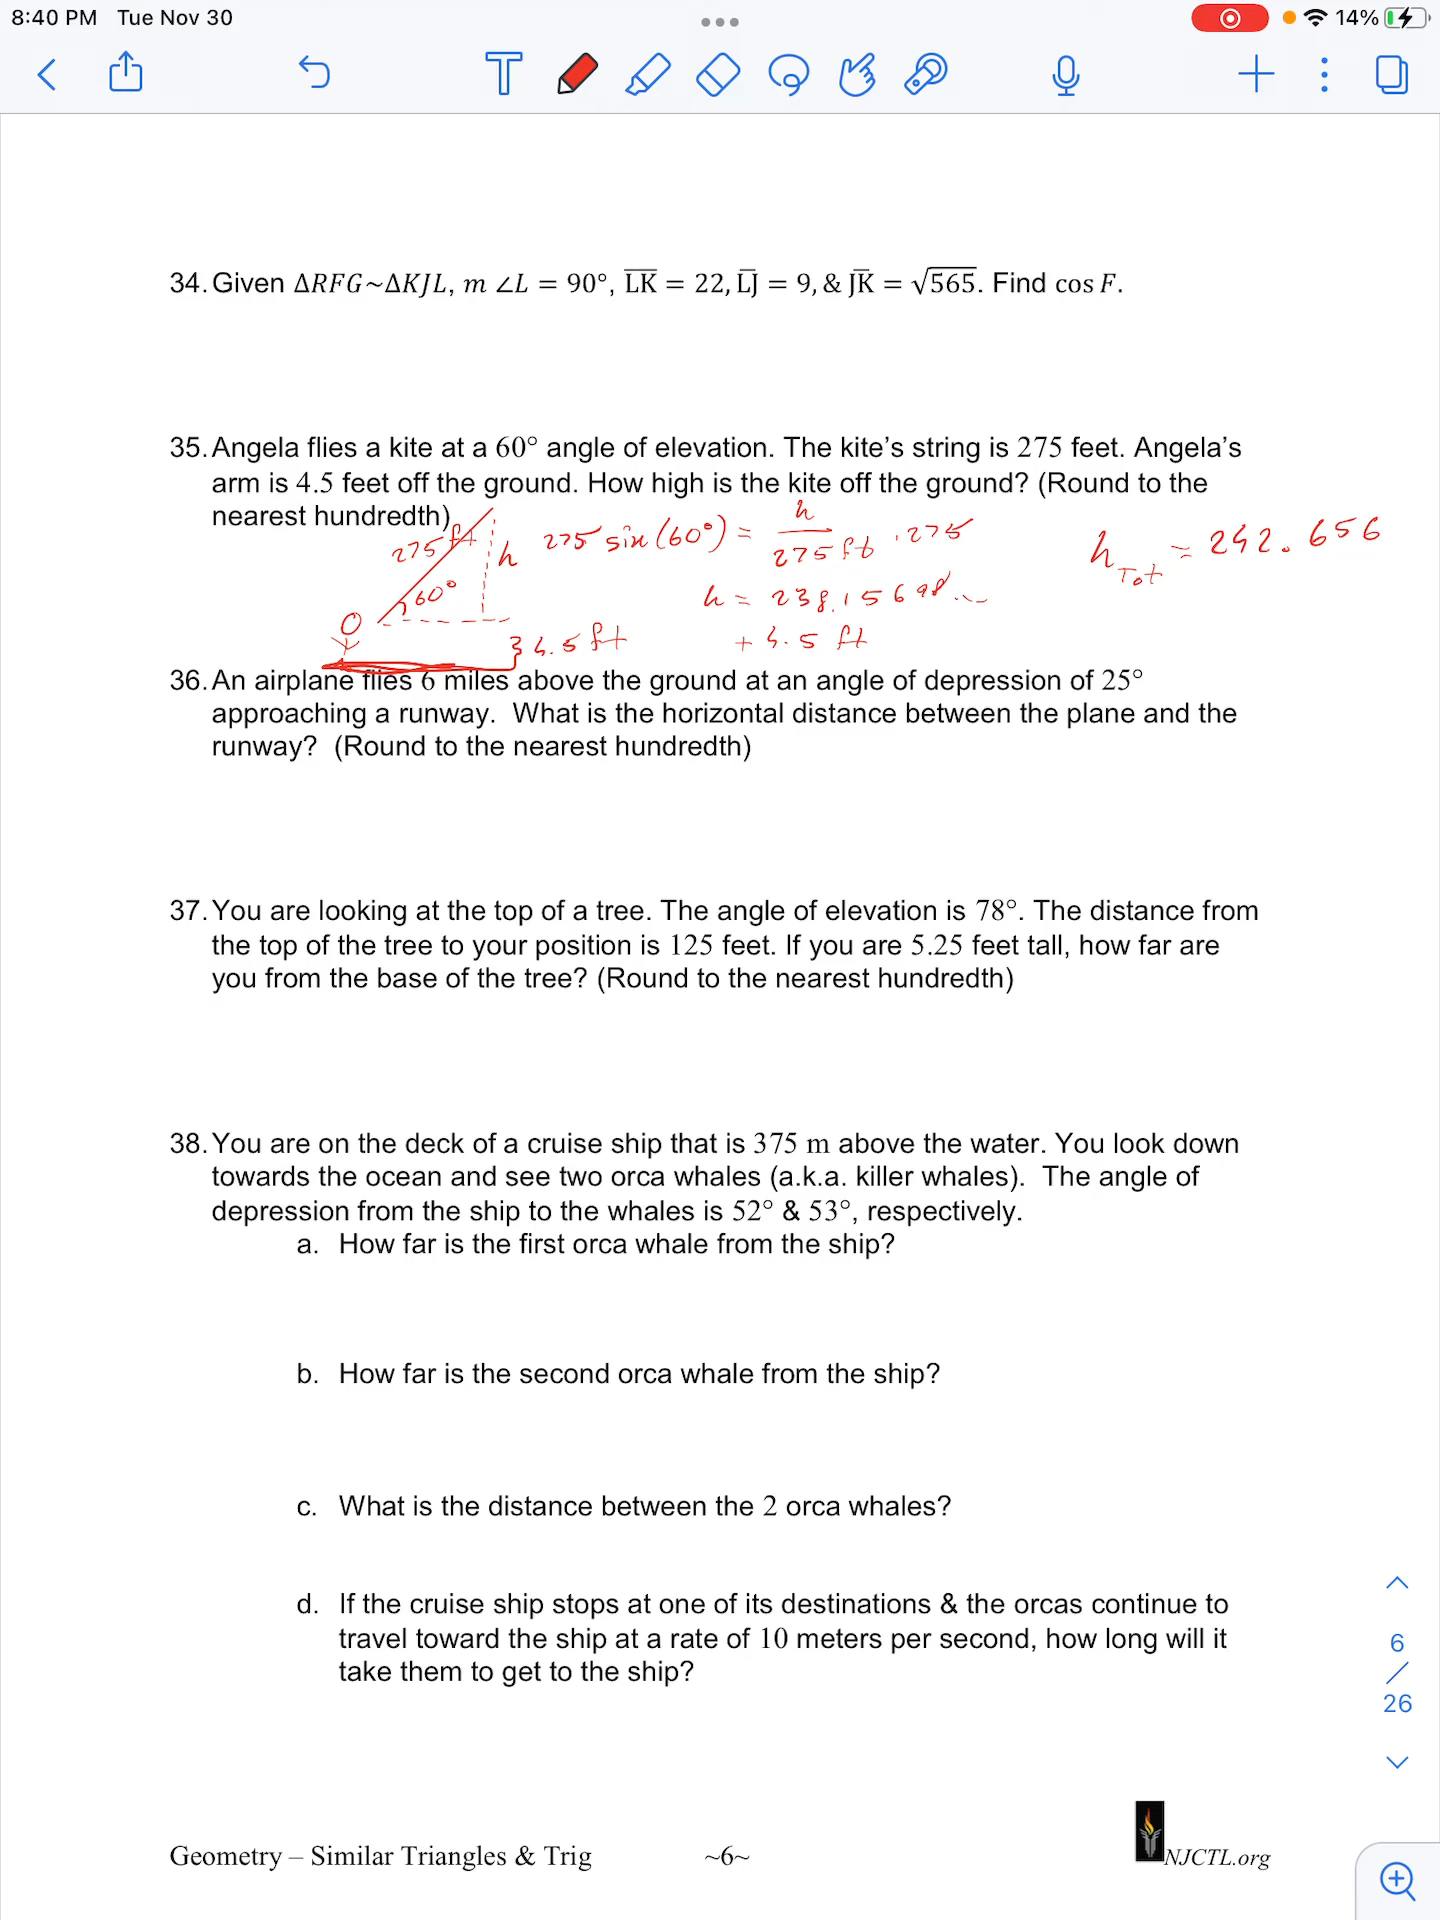 8:40 PM Tue Nov 30
14%
34. Given ΔRFG~ΔKJL, m ∠L = 90°, L̅K̅ = 22, L̅J̅ = 9, & J̅K̅ = √565. Find cos F.
35. Angela flies a kite at a 60° angle of elevation. The kite’s string is 275 feet. Angela’s
arm is 4.5 feet off the ground. How high is the kite off the ground? (Round to the
nearest hundredth)
275 ft
h
60°
4.5 ft
275 sin(60°) = h / 275 ft · 275
h = 238.15698...
+ 4.5 ft
h Tot = 242.656
36. An airplane flies 6 miles above the ground at an angle of depression of 25°
approaching a runway. What is the horizontal distance between the plane and the
runway? (Round to the nearest hundredth)
37. You are looking at the top of a tree. The angle of elevation is 78°. The distance from
the top of the tree to your position is 125 feet. If you are 5.25 feet tall, how far are
you from the base of the tree? (Round to the nearest hundredth)
38. You are on the deck of a cruise ship that is 375 m above the water. You look down
towards the ocean and see two orca whales (a.k.a. killer whales). The angle of
depression from the ship to the whales is 52° & 53°, respectively.
a. How far is the first orca whale from the ship?
b. How far is the second orca whale from the ship?
c. What is the distance between the 2 orca whales?
d. If the cruise ship stops at one of its destinations & the orcas continue to
travel toward the ship at a rate of 10 meters per second, how long will it
take them to get to the ship?
6
/
26
Geometry – Similar Triangles & Trig ~6~ NJCTL.org